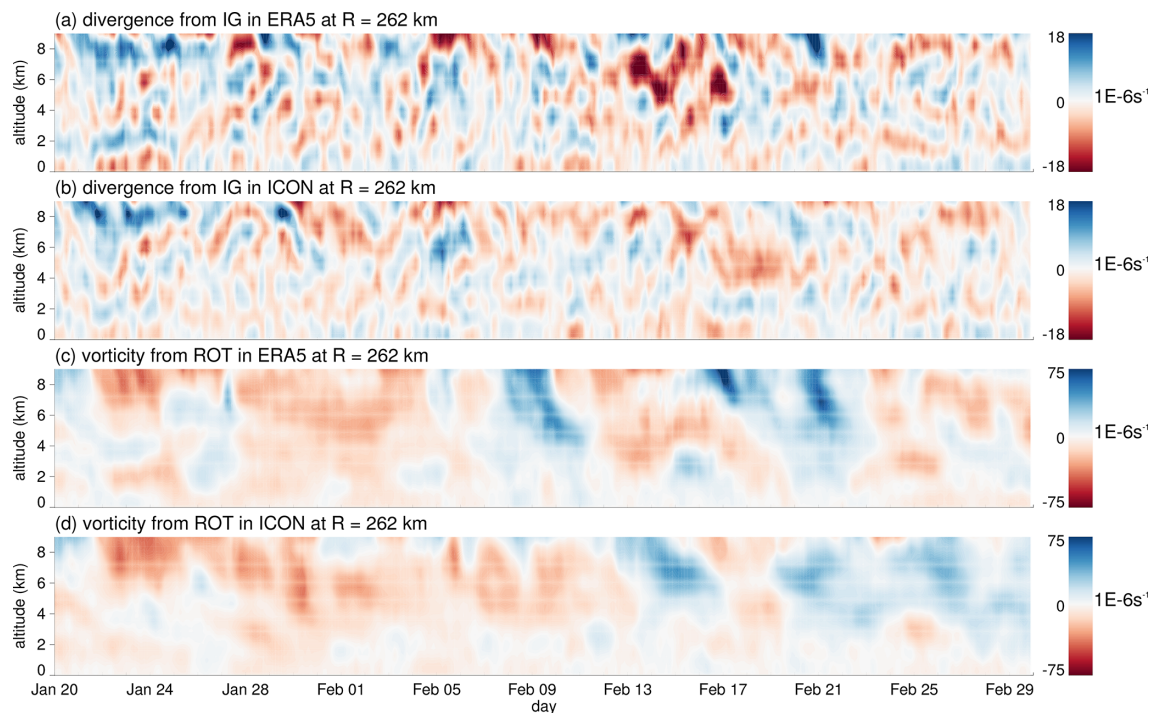 (a) divergence from IG in ERA5 at R = 262 km
altitude (km)
8
6
4
2
0
18
0
-18
1E-6s⁻¹
(b) divergence from IG in ICON at R = 262 km
altitude (km)
8
6
4
2
0
18
0
-18
1E-6s⁻¹
(c) vorticity from ROT in ERA5 at R = 262 km
altitude (km)
8
6
4
2
0
75
0
-75
1E-6s⁻¹
(d) vorticity from ROT in ICON at R = 262 km
altitude (km)
8
6
4
2
0
75
0
-75
1E-6s⁻¹
Jan 20 Jan 24 Jan 28 Feb 01 Feb 05 Feb 09 Feb 13 Feb 17 Feb 21 Feb 25 Feb 29
day